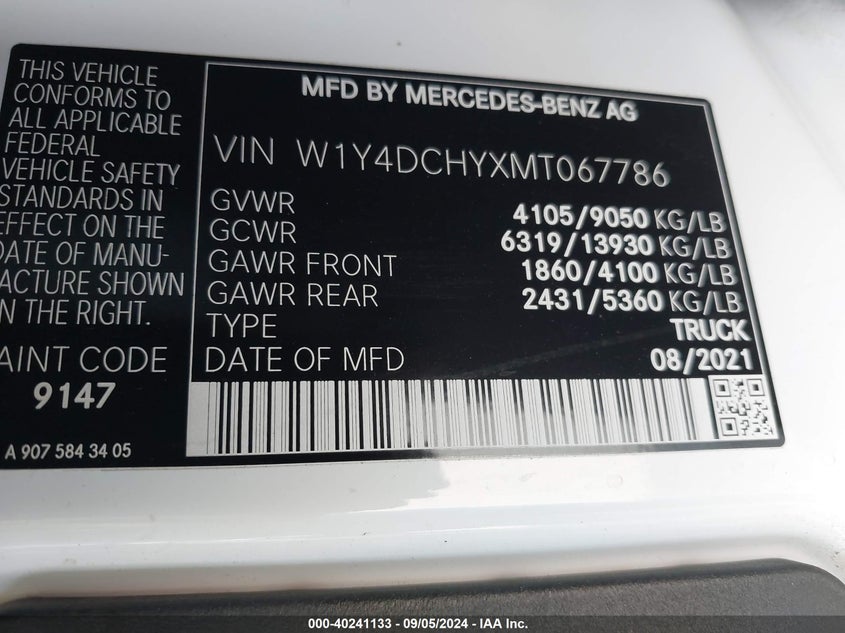 THIS VEHICLE
CONFORMS TO
ALL APPLICABLE
FEDERAL
VEHICLE SAFETY
STANDARDS IN
EFFECT ON THE
DATE OF MANU-
ACTURE SHOWN
N THE RIGHT.
AINT CODE
9147
A 907 584 34 05
MFD BY MERCEDES-BENZ AG
VIN W1Y4DCHYXMT067786
GVWR 4105/9050 KG/LB
GCWR 6319/13930 KG/LB
GAWR FRONT 1860/4100 KG/LB
GAWR REAR 2431/5360 KG/LB
TYPE TRUCK
DATE OF MFD 08/2021
000-40241133 - 09/05/2024 - IAA, Inc.